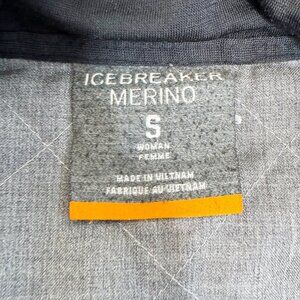 ICEBREAKER
MERINO
S
WOMAN
FEMME
MADE IN VIETNAM
FABRIQUÉ AU VIETNAM